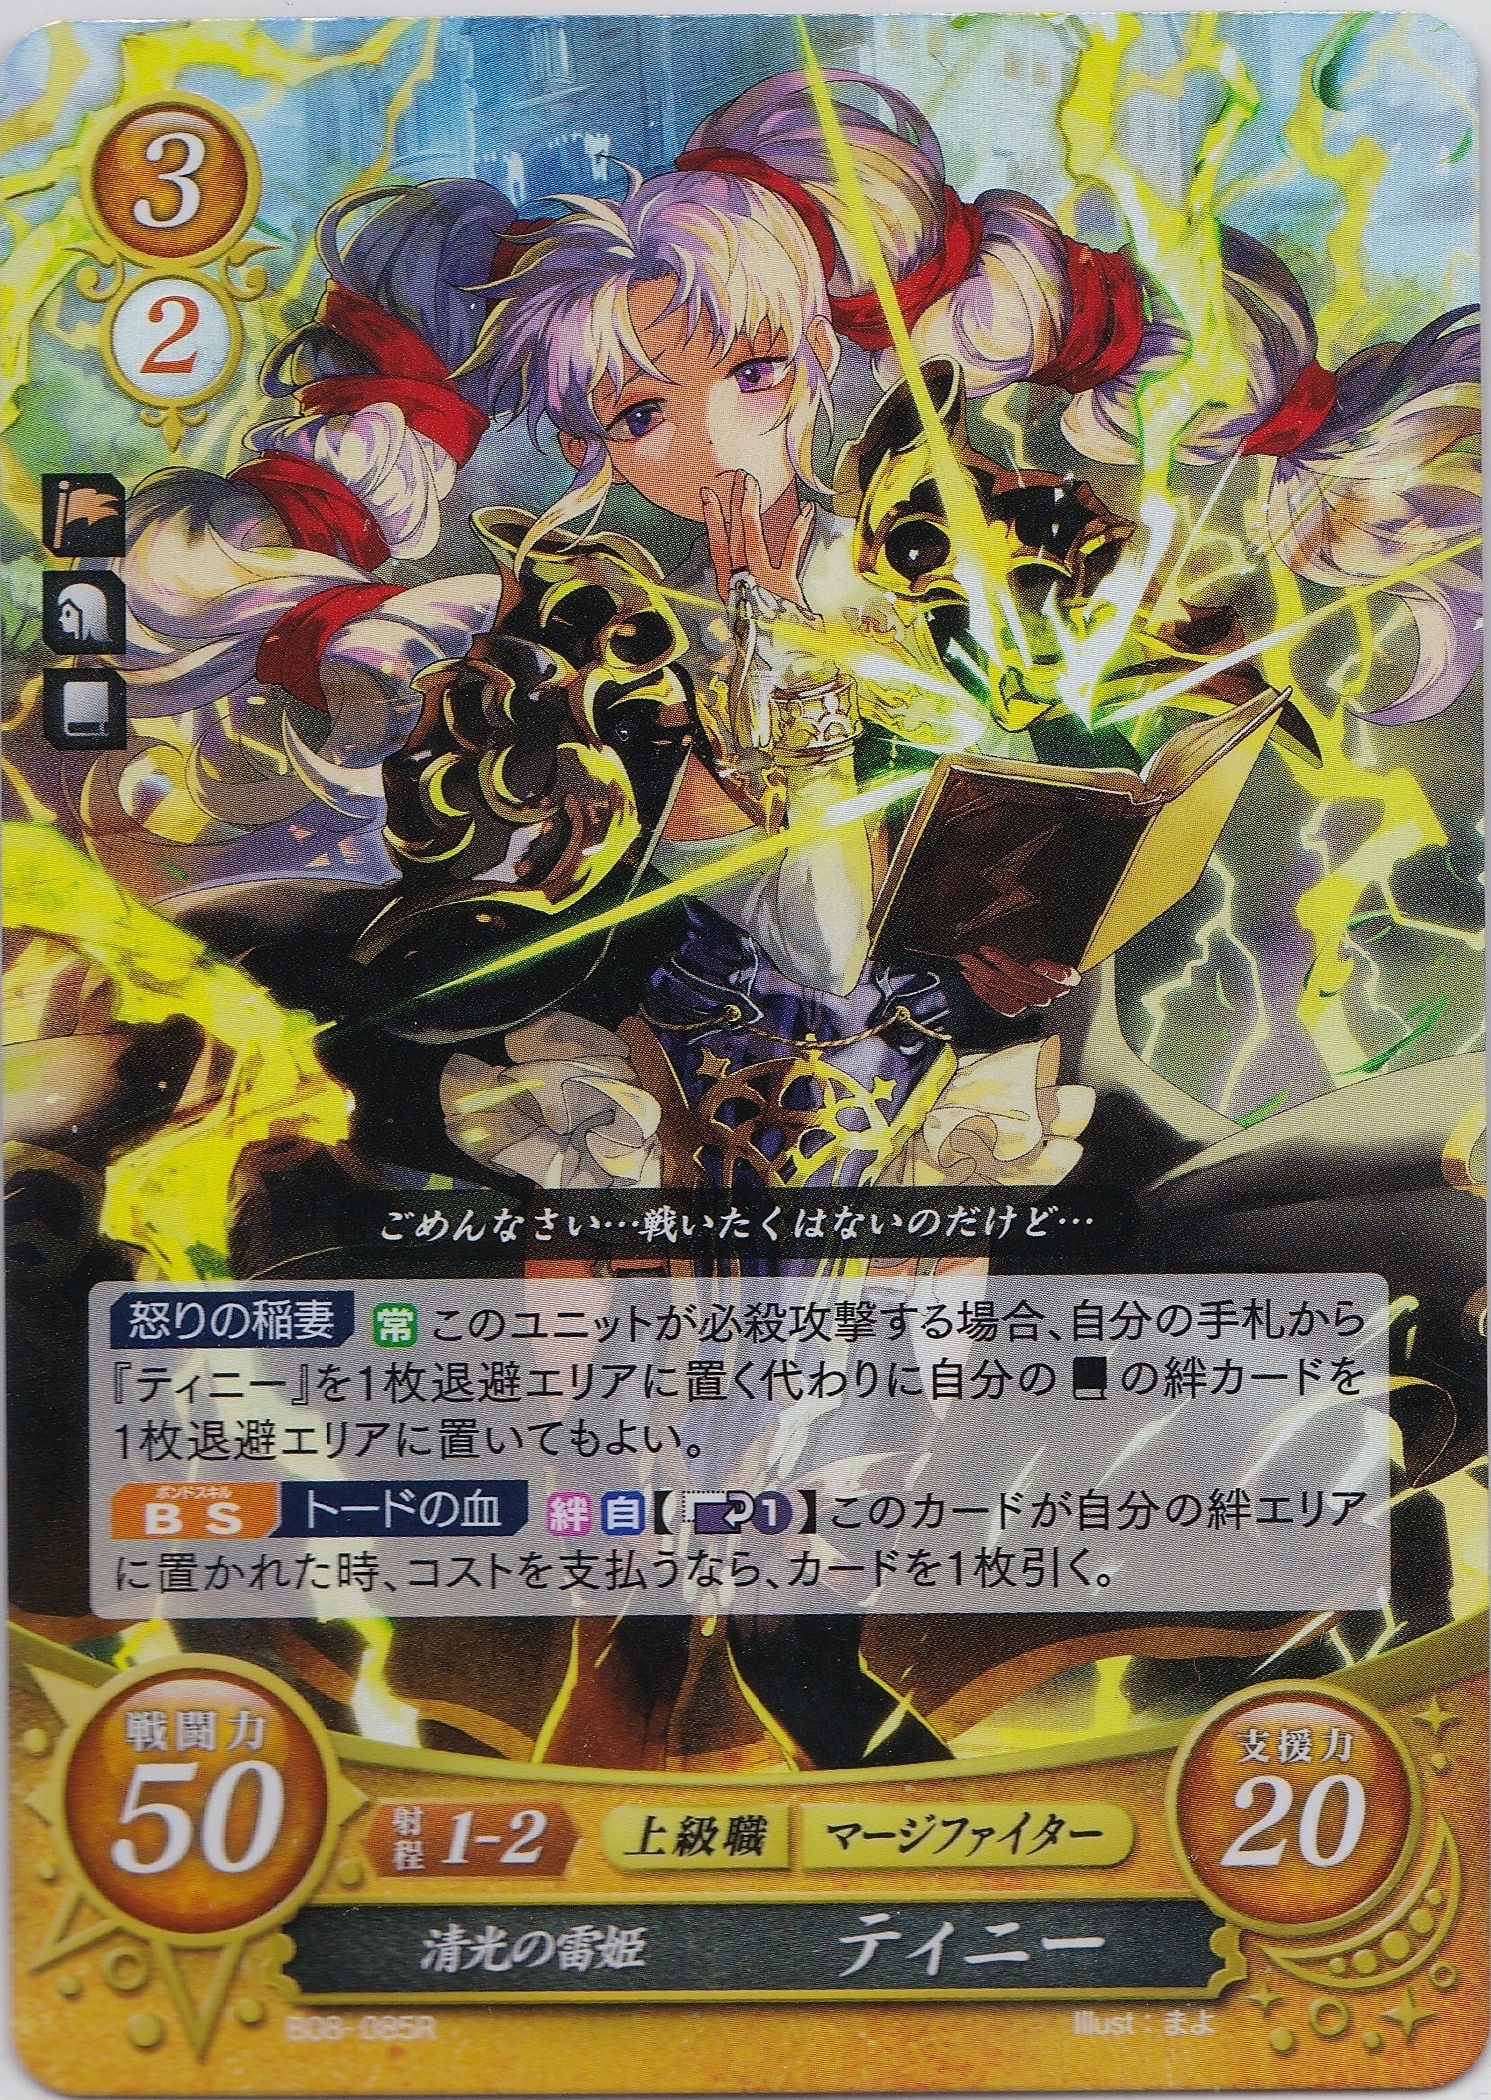 3
2
ごめんなさい…戦いたくはないのだけど…
怒りの稲妻 常 このユニットが必殺攻撃する場合、自分の手札から
『ティニー』を1枚退避エリアに置く代わりに自分の の絆カードを
1枚退避エリアに置いてもよい。
ボンドスキル
BS トードの血 絆 自 【 1】このカードが自分の絆エリア
に置かれた時、コストを支払うなら、カードを1枚引く。
戦闘力
50
射程 1-2
上級職 マージファイター
支援力
20
清光の雷姫 ティニー
B08-085R
Illust：まよ